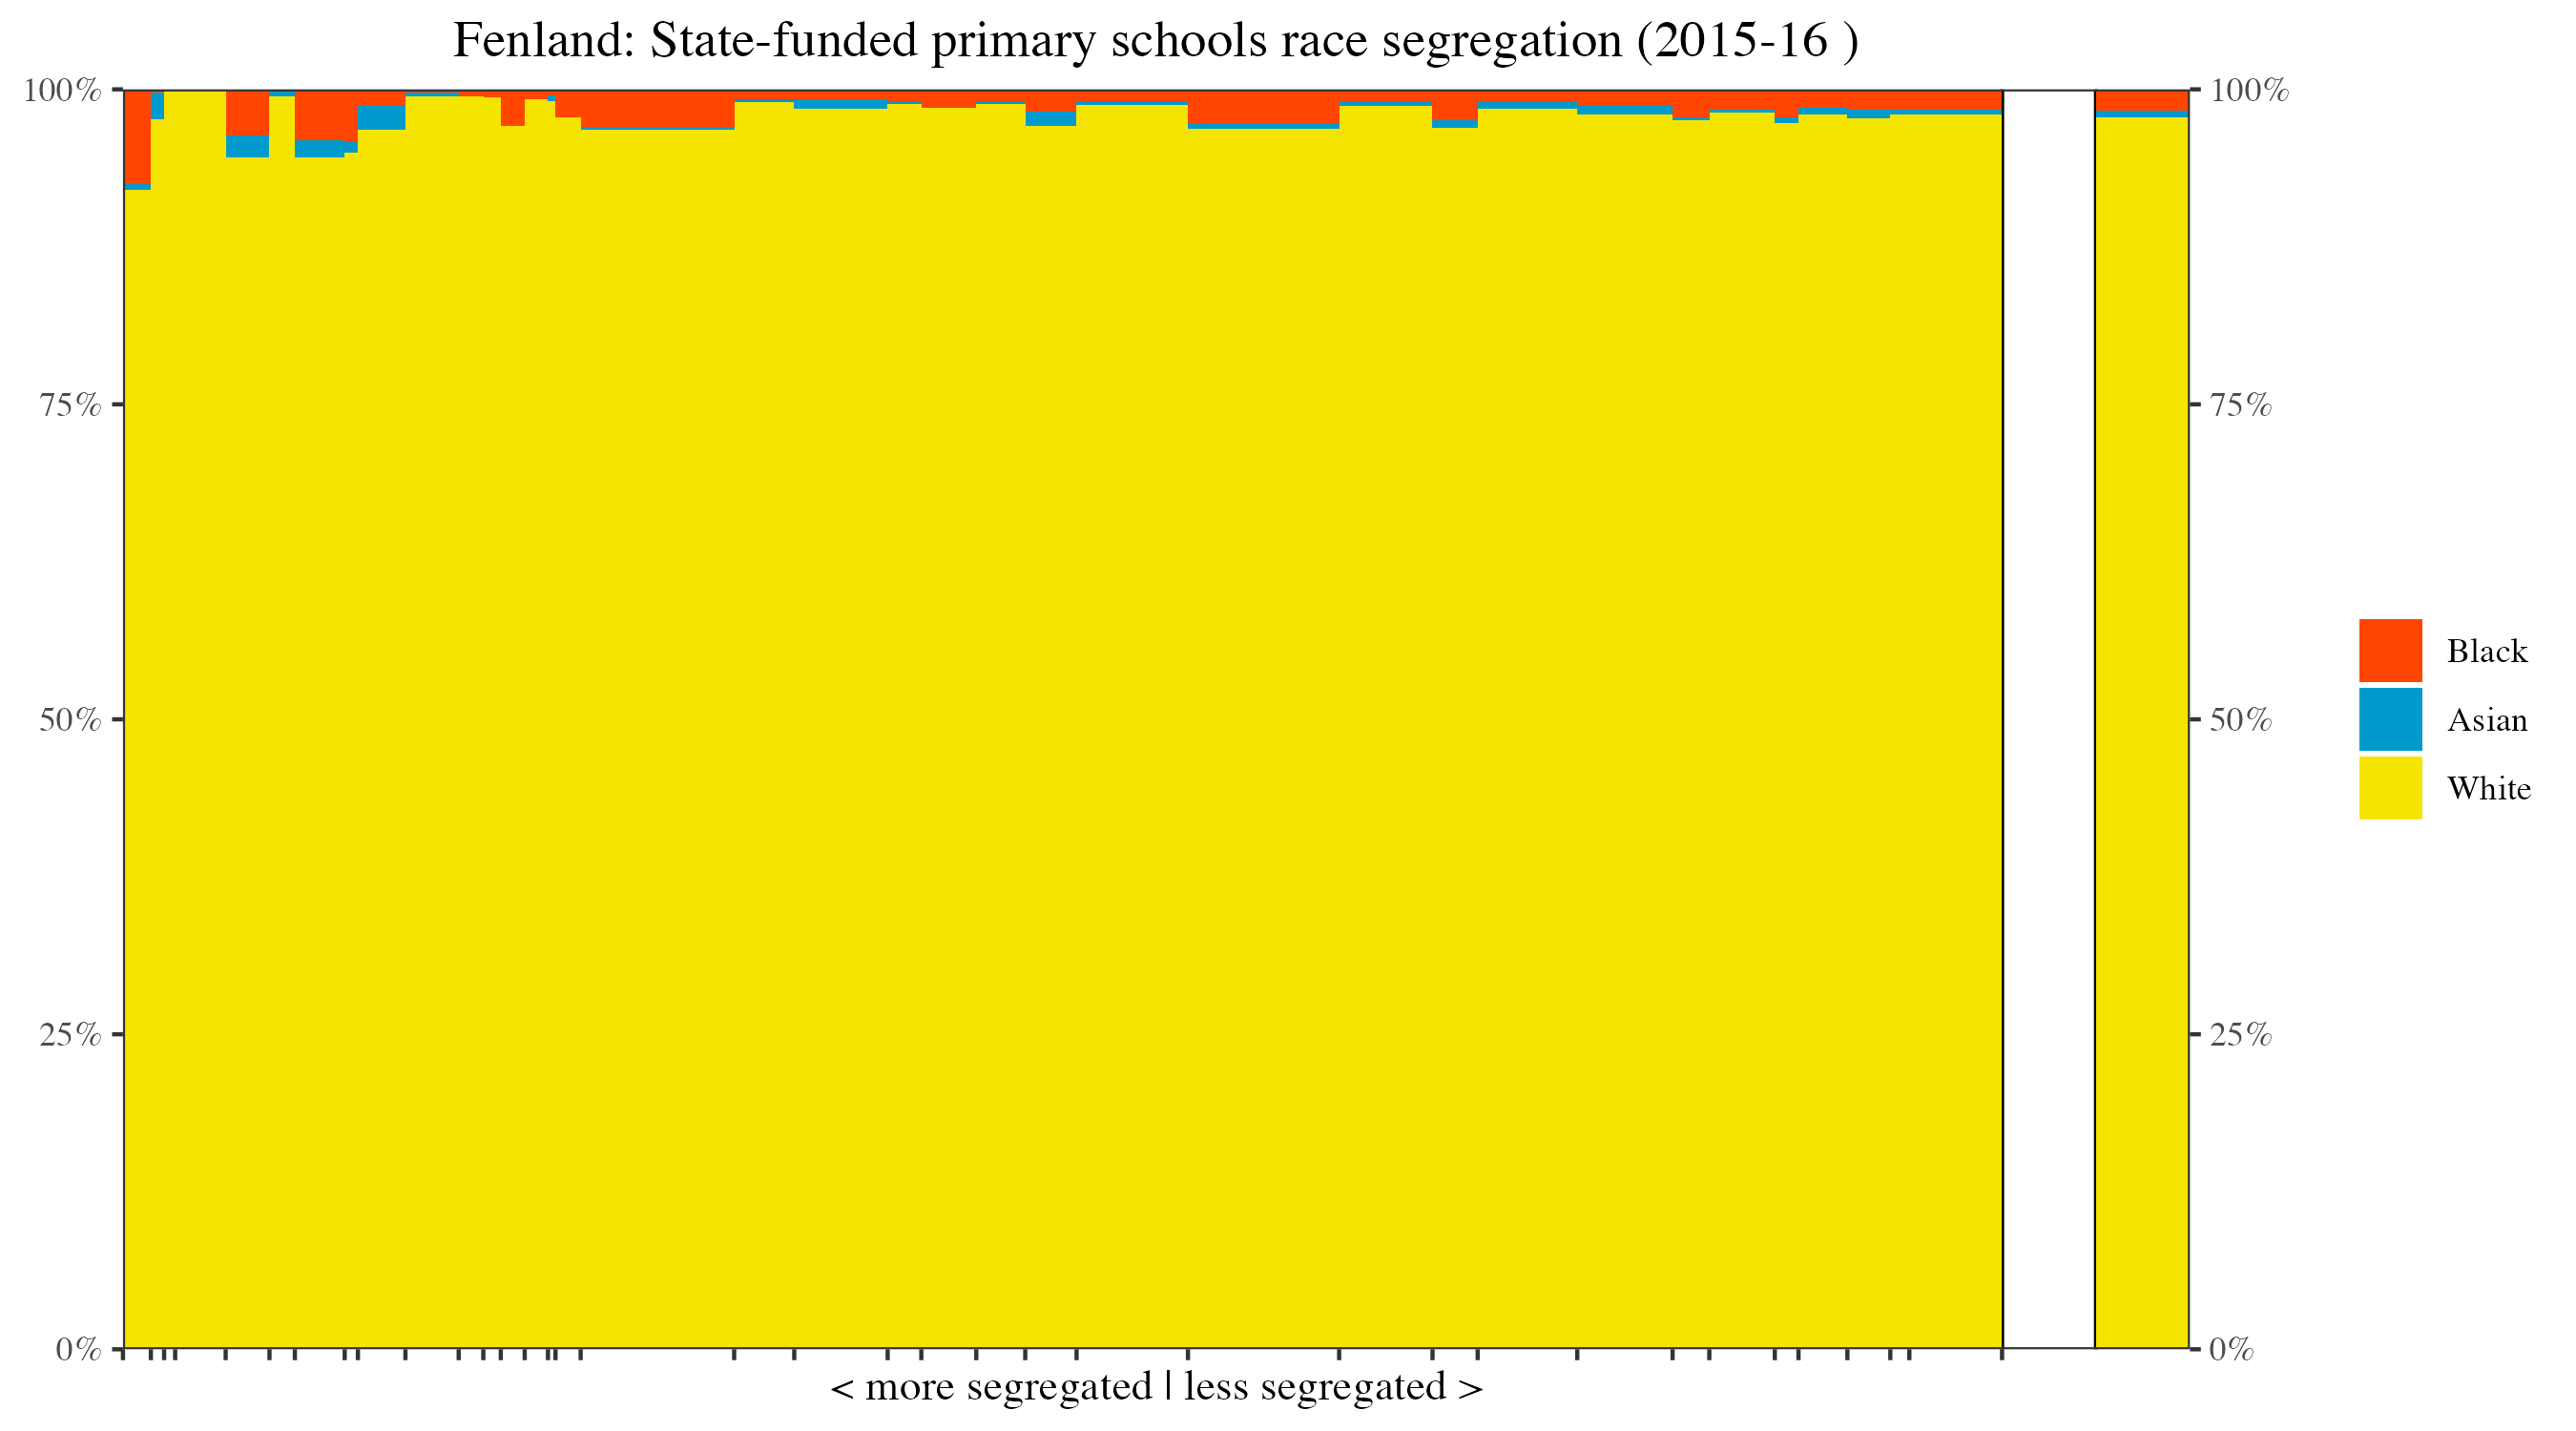 Fenland: State-funded primary schools race segregation (2015-16 )
100%
75%
50%
25%
0%
100%
75%
50%
25%
0%
Black
Asian
White
< more segregated | less segregated >